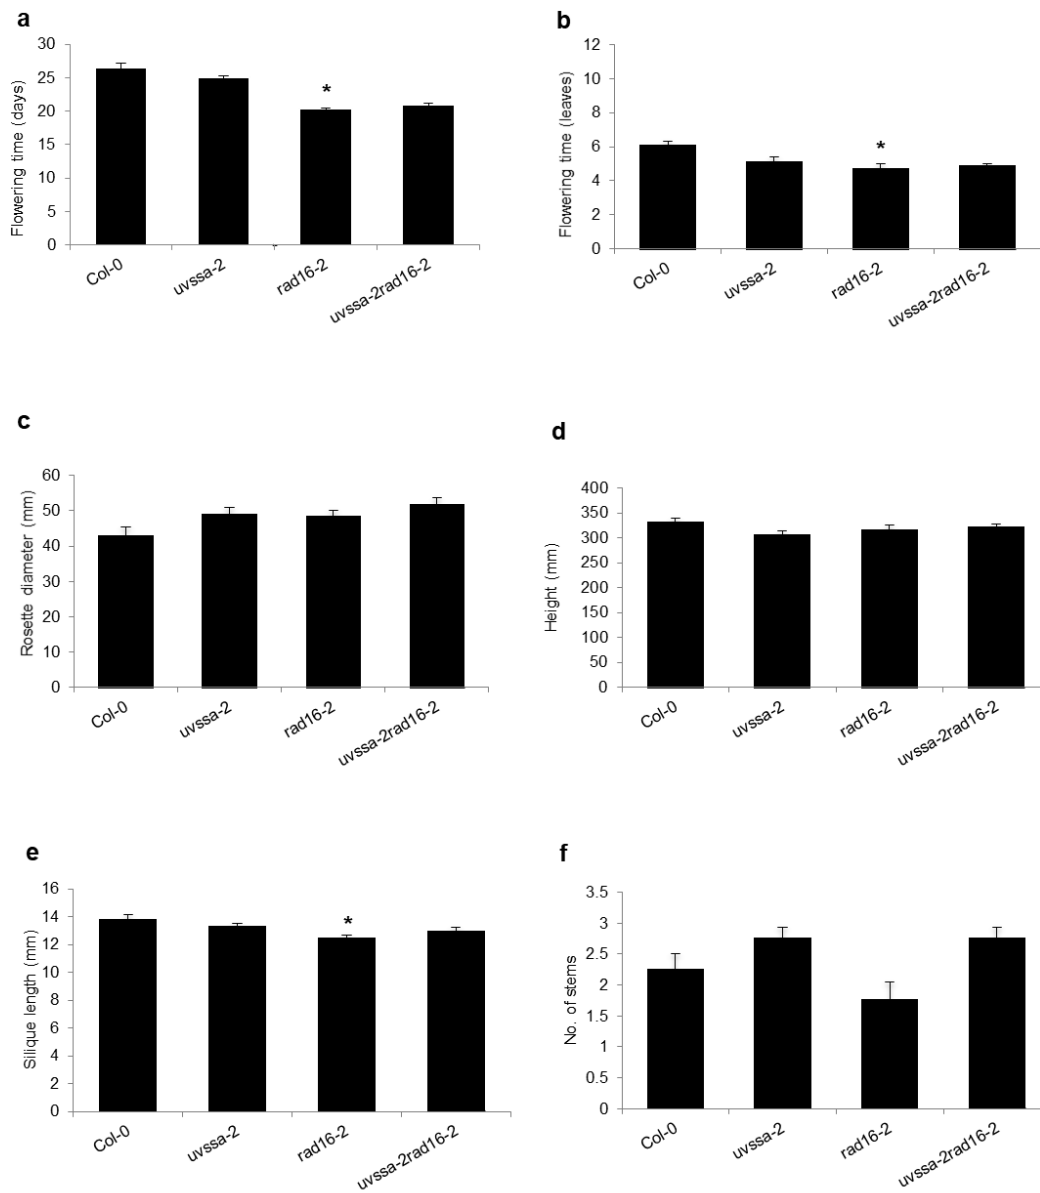 a
Flowering time (days)
30
25
20
15
10
5
0
*
Col-0
uvssa-2
rad16-2
uvssa-2rad16-2
b
Flowering time (leaves)
12
10
8
6
4
2
0
*
Col-0
uvssa-2
rad16-2
uvssa-2rad16-2
c
Rosette diameter (mm)
60
50
40
30
20
10
0
Col-0
uvssa-2
rad16-2
uvssa-2rad16-2
d
Height (mm)
400
350
300
250
200
150
100
50
0
Col-0
uvssa-2
rad16-2
uvssa-2rad16-2
e
Silique length (mm)
16
14
12
10
8
6
4
2
0
*
Col-0
uvssa-2
rad16-2
uvssa-2rad16-2
f
No. of stems
3.5
3
2.5
2
1.5
1
0.5
0
Col-0
uvssa-2
rad16-2
uvssa-2rad16-2